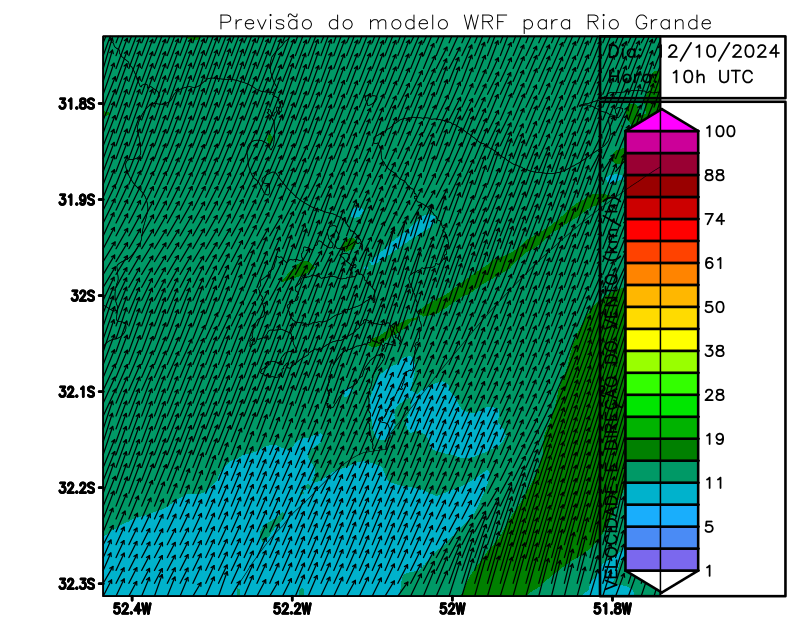 Previsão do modelo WRF para Rio Grande
Dia: 12/10/2024
Hora: 10h UTC
VELOCIDADE E DIREÇÃO DO VENTO (km/h)
100
88
74
61
50
38
28
19
11
5
1
31.8S
31.9S
32S
32.1S
32.2S
32.3S
52.4W 52.2W 52W 51.8W